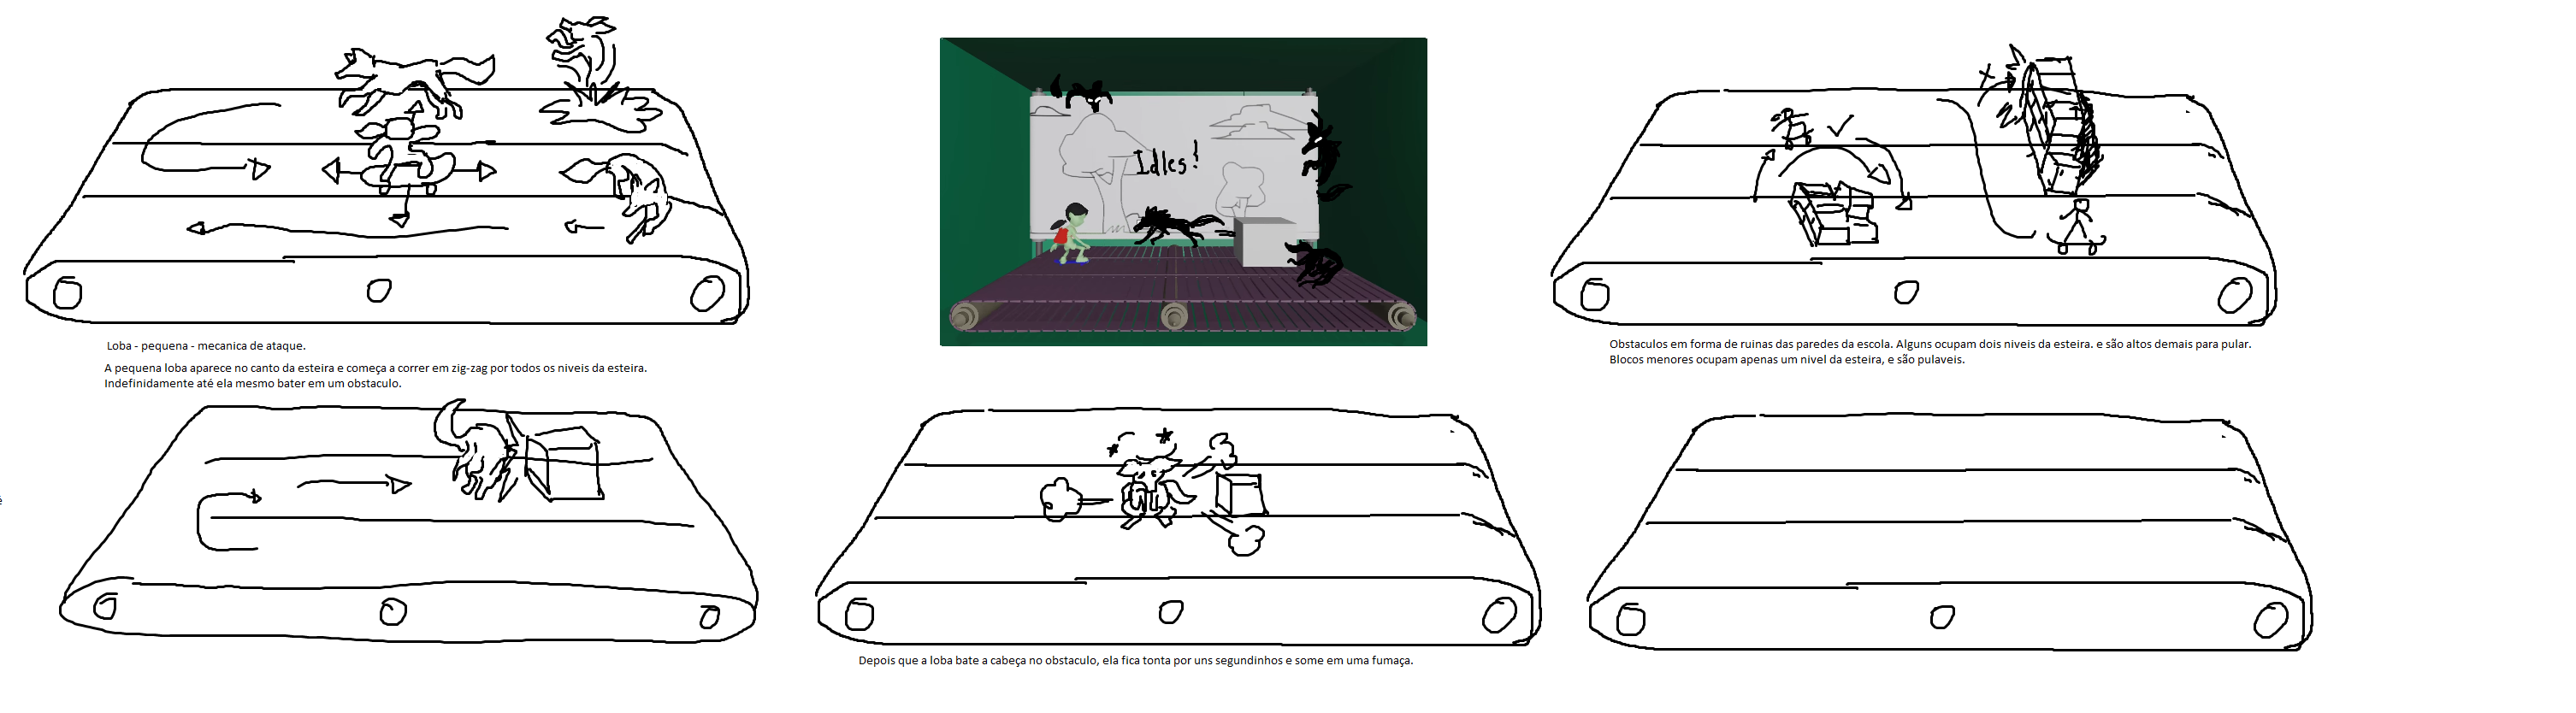 Idles!
Loba - pequena - mecanica de ataque.
A pequena loba aparece no canto da esteira e começa a correr em zig-zag por todos os niveis da esteira.
Indefinidamente até ela mesmo bater em um obstaculo.
Obstaculos em forma de ruinas das paredes da escola. Alguns ocupam dois niveis da esteira. e são altos demais para pular.
Blocos menores ocupam apenas um nivel da esteira, e são pulaveis.
Depois que a loba bate a cabeça no obstaculo, ela fica tonta por uns segundinhos e some em uma fumaça.